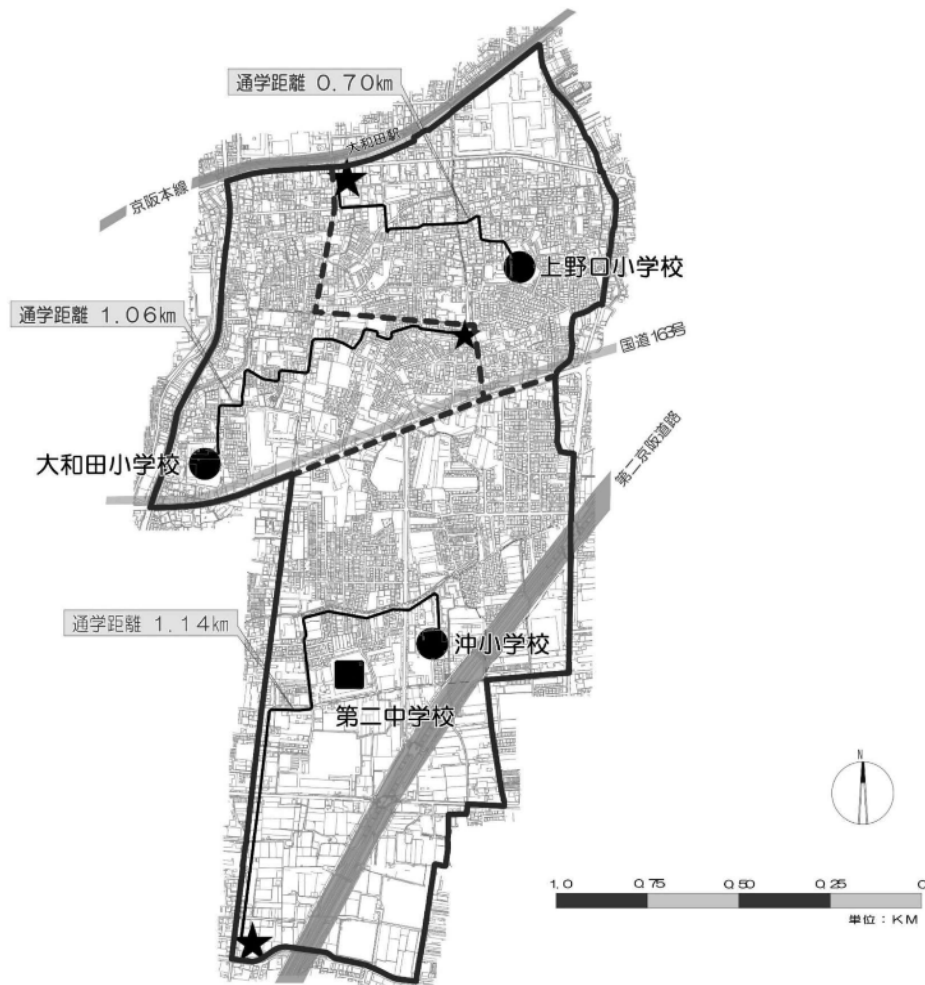 通学距離 0.70km
大和田駅
京阪本線
上野口小学校
通学距離 1.06km
国道163号
大和田小学校
第二京阪道路
通学距離 1.14km
沖小学校
第二中学校
N
1.0 0.75 0.50 0.25 0
単位:KM